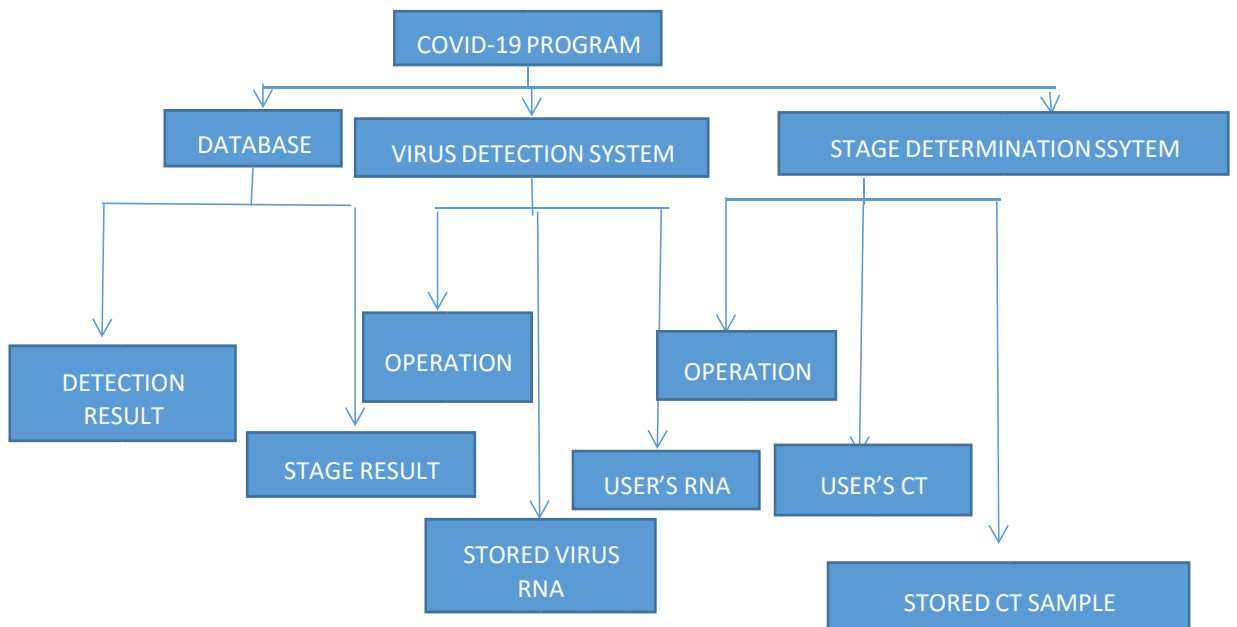 COVID-19 PROGRAM
DATABASE
VIRUS DETECTION SYSTEM
STAGE DETERMINATION SSYTEM
OPERATION
OPERATION
DETECTION
RESULT
STAGE RESULT
USER’S RNA
USER’S CT
STORED VIRUS
RNA
STORED CT SAMPLE